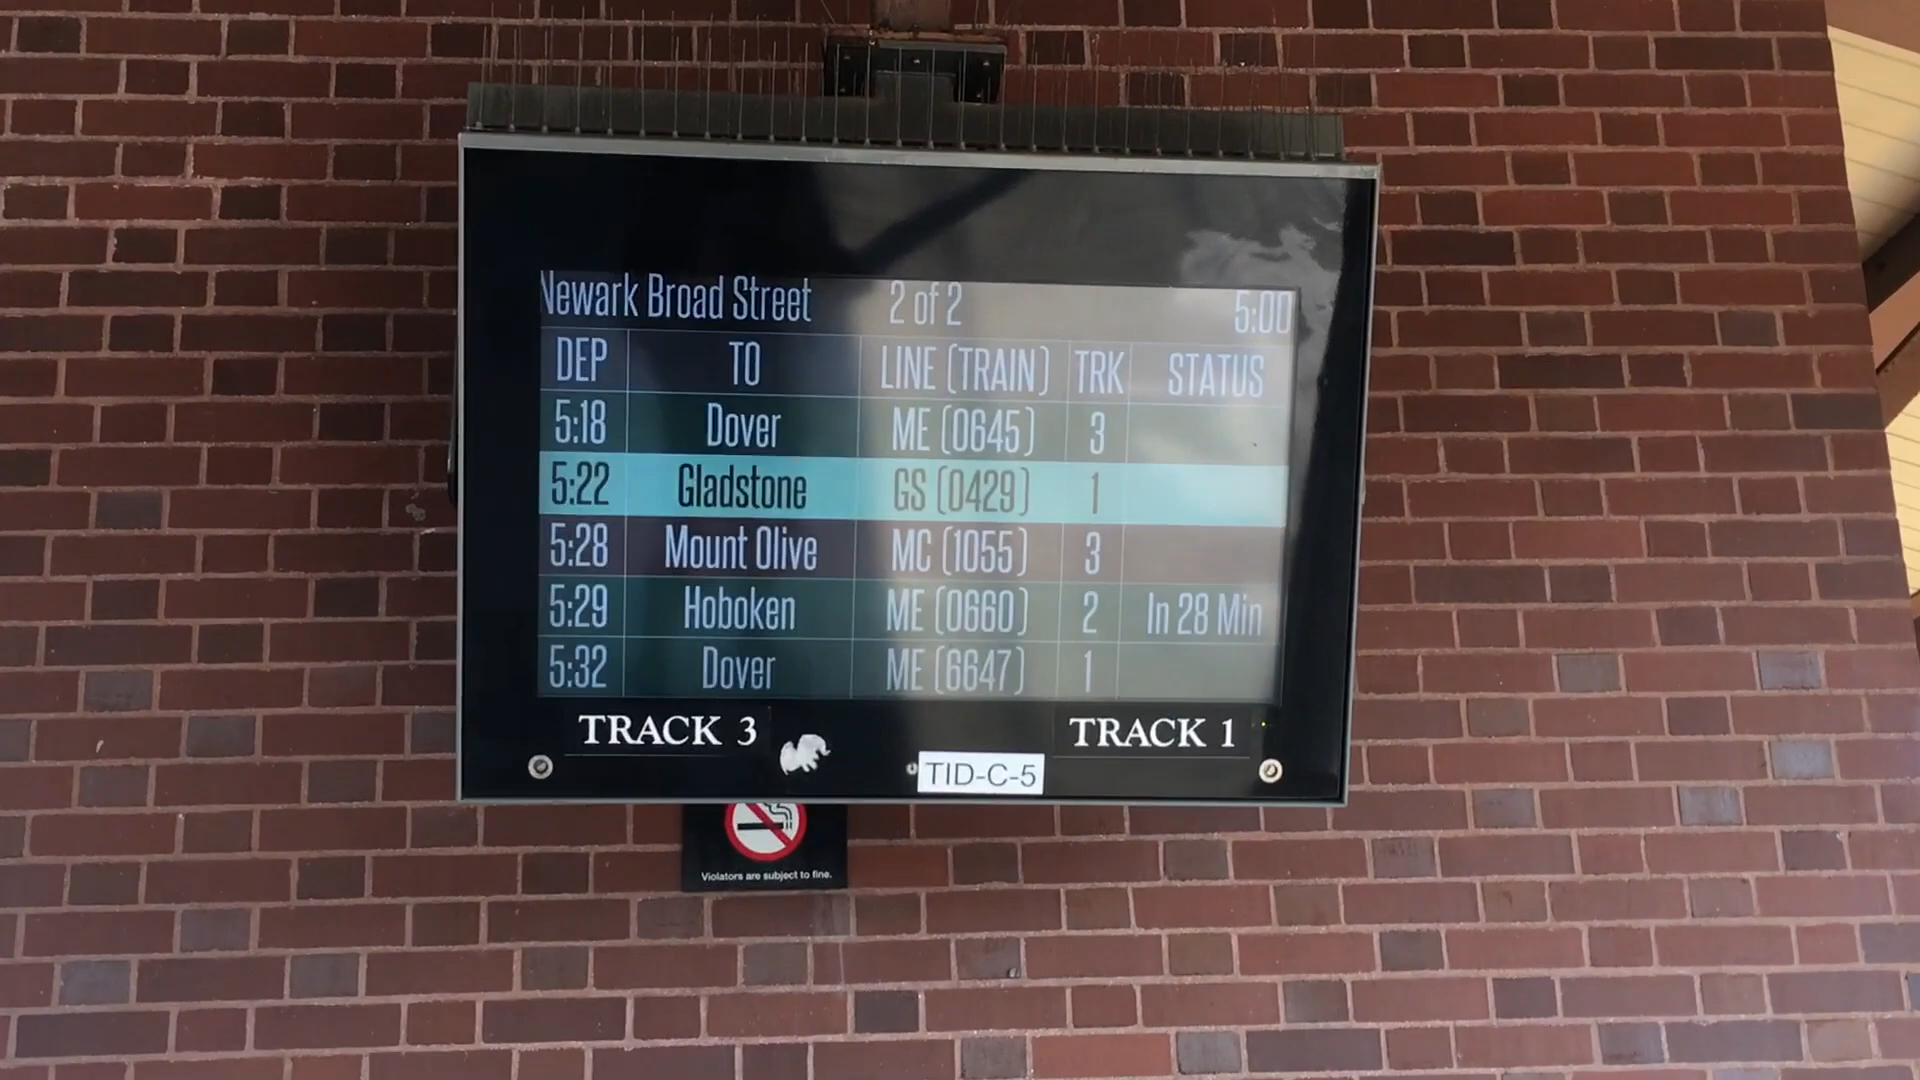 Newark Broad Street 2 of 2 5:00
DEP TO LINE (TRAIN) TRK STATUS
5:18 Dover ME (0645) 3
5:22 Gladstone GS (0429) 1
5:28 Mount Olive MC (1055) 3
5:29 Hoboken ME (0660) 2 In 28 Min
5:32 Dover ME (6647) 1
TRACK 3 TRACK 1
TID-C-5
Violators are subject to fine.